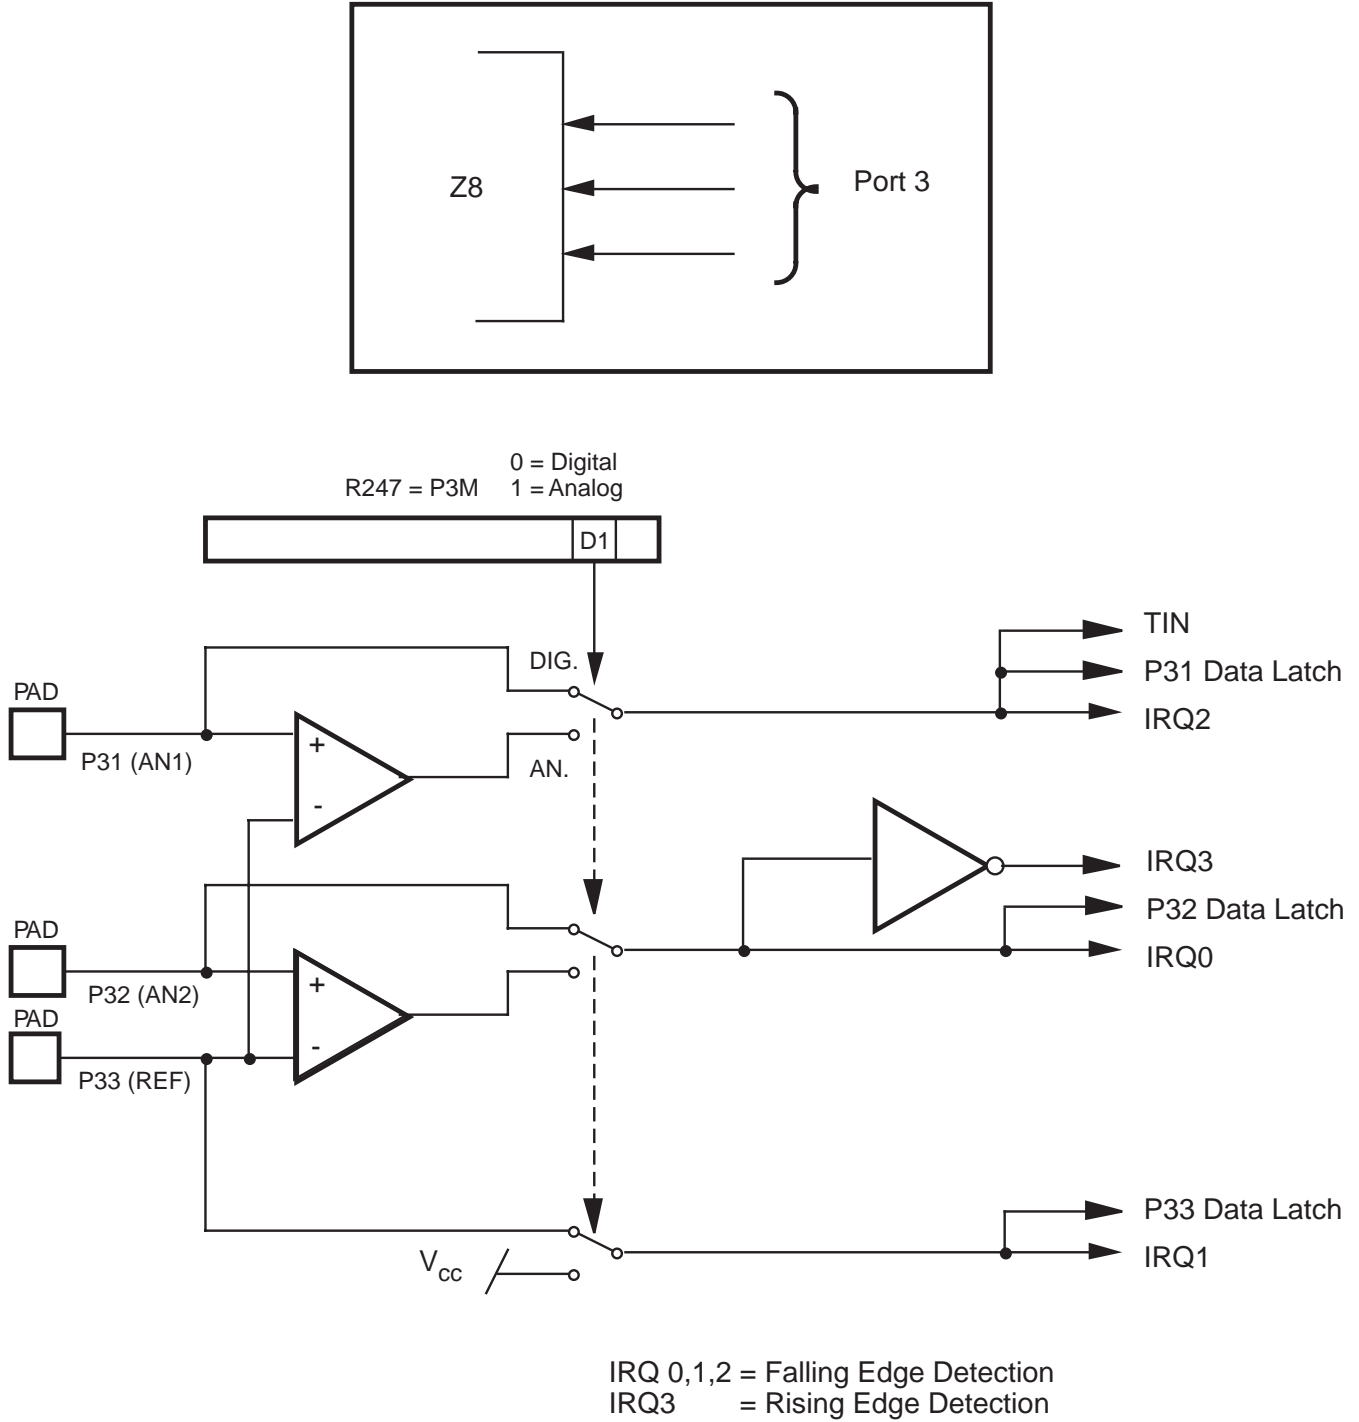 Z8
Port 3
0 = Digital
R247 = P3M 1 = Analog
D1
TIN
DIG.
P31 Data Latch
PAD
IRQ2
+
P31 (AN1)
AN.
-
IRQ3
P32 Data Latch
PAD
IRQ0
+
P32 (AN2)
PAD
-
P33 (REF)
P33 Data Latch
Vcc
IRQ1
IRQ 0,1,2 = Falling Edge Detection
IRQ3 = Rising Edge Detection